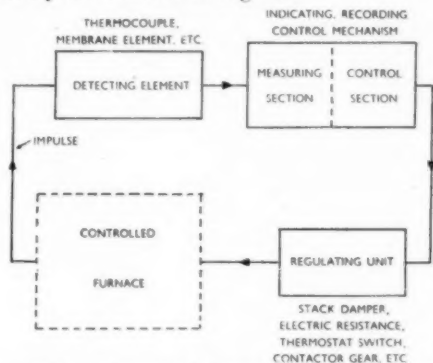 THERMOCOUPLE,
MEMBRANE ELEMENT, ETC
DETECTING ELEMENT
INDICATING, RECORDING
CONTROL MECHANISM
MEASURING
SECTION
CONTROL
SECTION
IMPULSE
CONTROLLED
FURNACE
REGULATING UNIT
STACK DAMPER,
ELECTRIC RESISTANCE,
THERMOSTAT SWITCH,
CONTACTOR GEAR, ETC